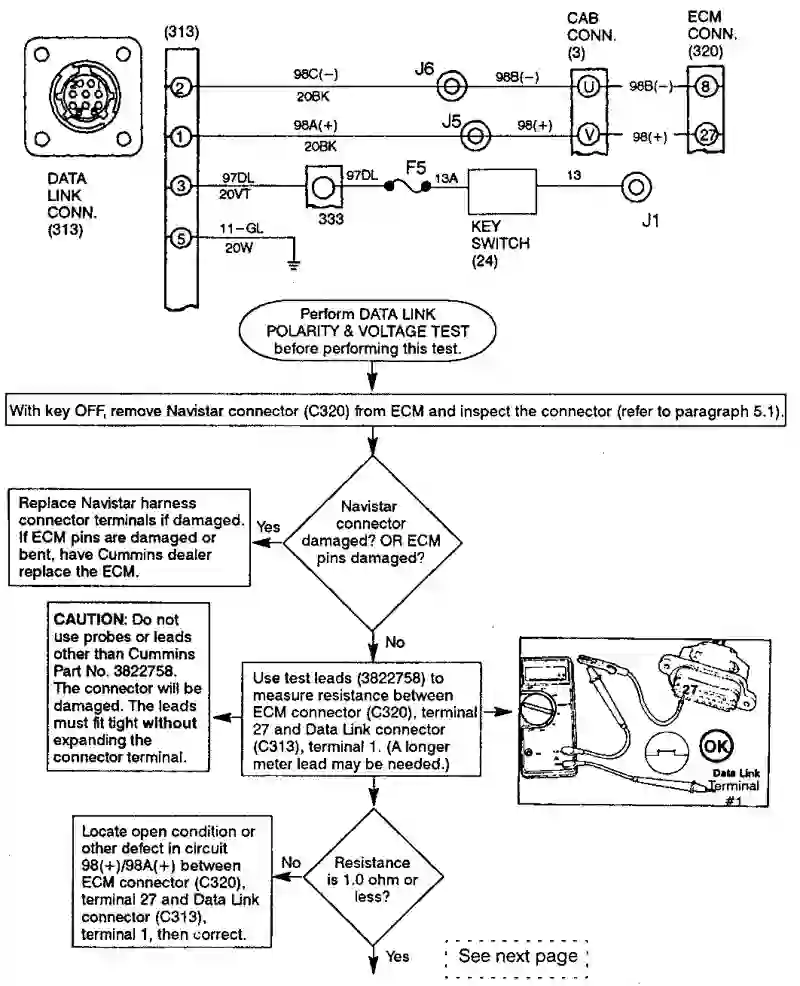 (313)
CAB
CONN.
(3)
ECM
CONN.
(320)
2
98C(−)
20BK
J6
98B(−)
U
98B(−)
8
1
98A(+)
20BK
J5
98(+)
V
98(+)
27
3
97DL
20VT
333
97DL
F5
13A
KEY
SWITCH
(24)
13
J1
5
11−GL
20W
DATA
LINK
CONN.
(313)
Perform DATA LINK
POLARITY & VOLTAGE TEST
before performing this test.
With key OFF, remove Navistar connector (C320) from ECM and inspect the connector (refer to paragraph 5.1).
Navistar
connector
damaged? OR ECM
pins damaged?
Yes
Replace Navistar harness
connector terminals if damaged.
If ECM pins are damaged or
bent, have Cummins dealer
replace the ECM.
No
CAUTION: Do not
use probes or leads
other than Cummins
Part No. 3822758.
The connector will be
damaged. The leads
must fit tight without
expanding the
connector terminal.
Use test leads (3822758) to
measure resistance between
ECM connector (C320), terminal
27 and Data Link connector
(C313), terminal 1. (A longer
meter lead may be needed.)
27
OK
Data Link
Terminal
#1
Resistance
is 1.0 ohm or
less?
No
Locate open condition or
other defect in circuit
98(+)/98A(+) between
ECM connector (C320),
terminal 27 and Data Link
connector (C313),
terminal 1, then correct.
Yes
See next page